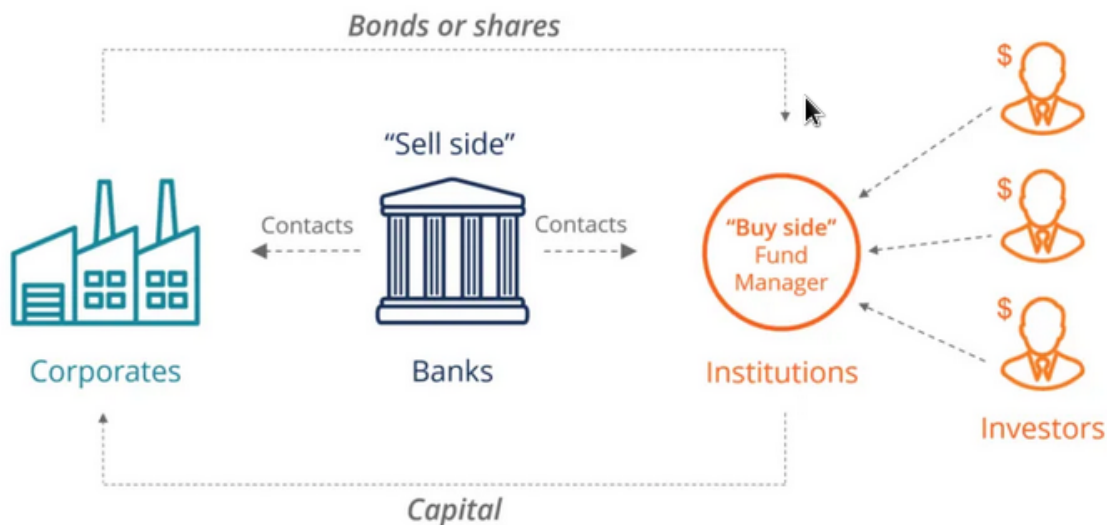 Bonds or shares
$
“Sell side”
Contacts
Contacts
“Buy side”
Fund
Manager
$
$
Corporates
Banks
Institutions
Investors
Capital